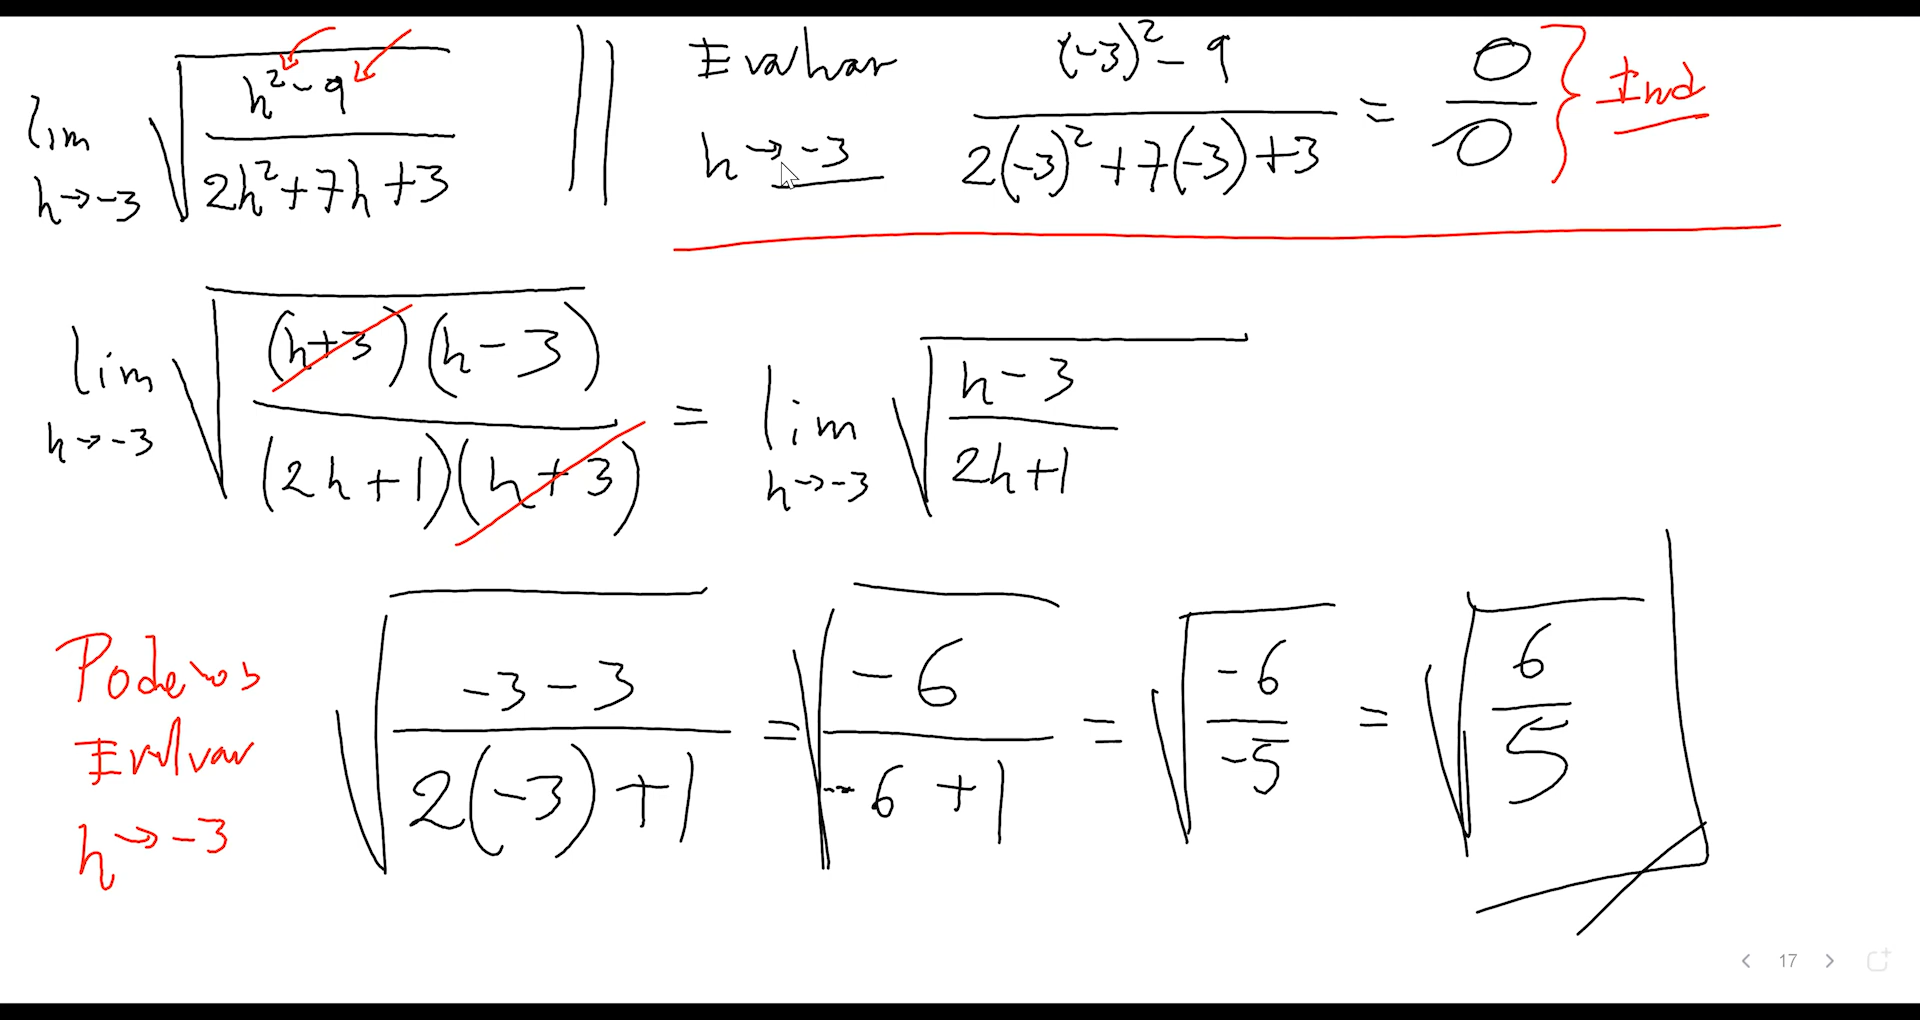 lim h→-3 √((h²-9)/(2h²+7h+3)) || Evaluar h→-3 ((-3)²-9)/(2(-3)²+7(-3)+3) = 0/0 } Ind
lim h→-3 √(((h+3)(h-3))/((2h+1)(h+3))) = lim h→-3 √((h-3)/(2h+1))
Podemos Evaluar h→-3 √((-3-3)/(2(-3)+1)) = √((-6)/(-6+1)) = √((-6)/(-5)) = √(6/5)
17